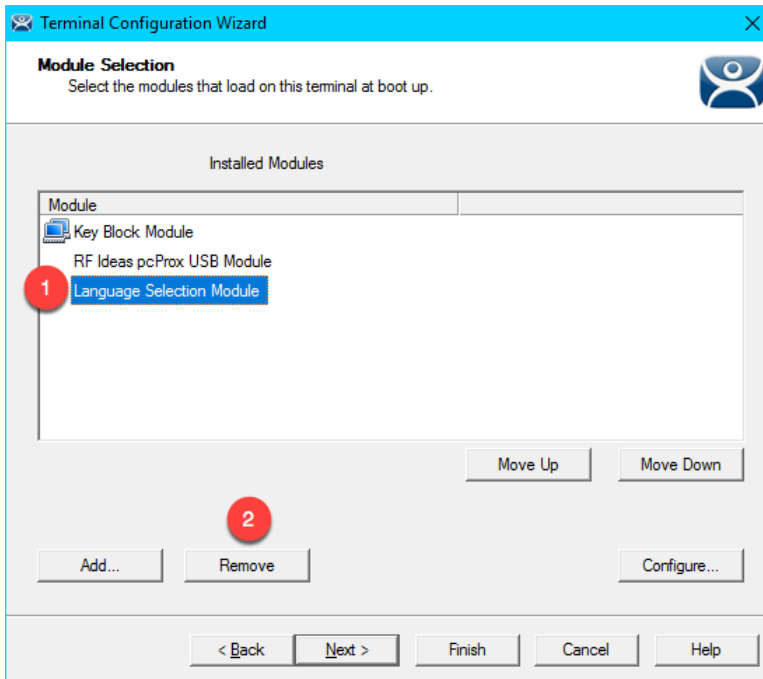 Terminal Configuration Wizard
Module Selection
Select the modules that load on this terminal at boot up.
Installed Modules
Module
Key Block Module
RF Ideas pcProx USB Module
1 Language Selection Module
Move Up Move Down
2
Add... Remove Configure...
< Back Next > Finish Cancel Help